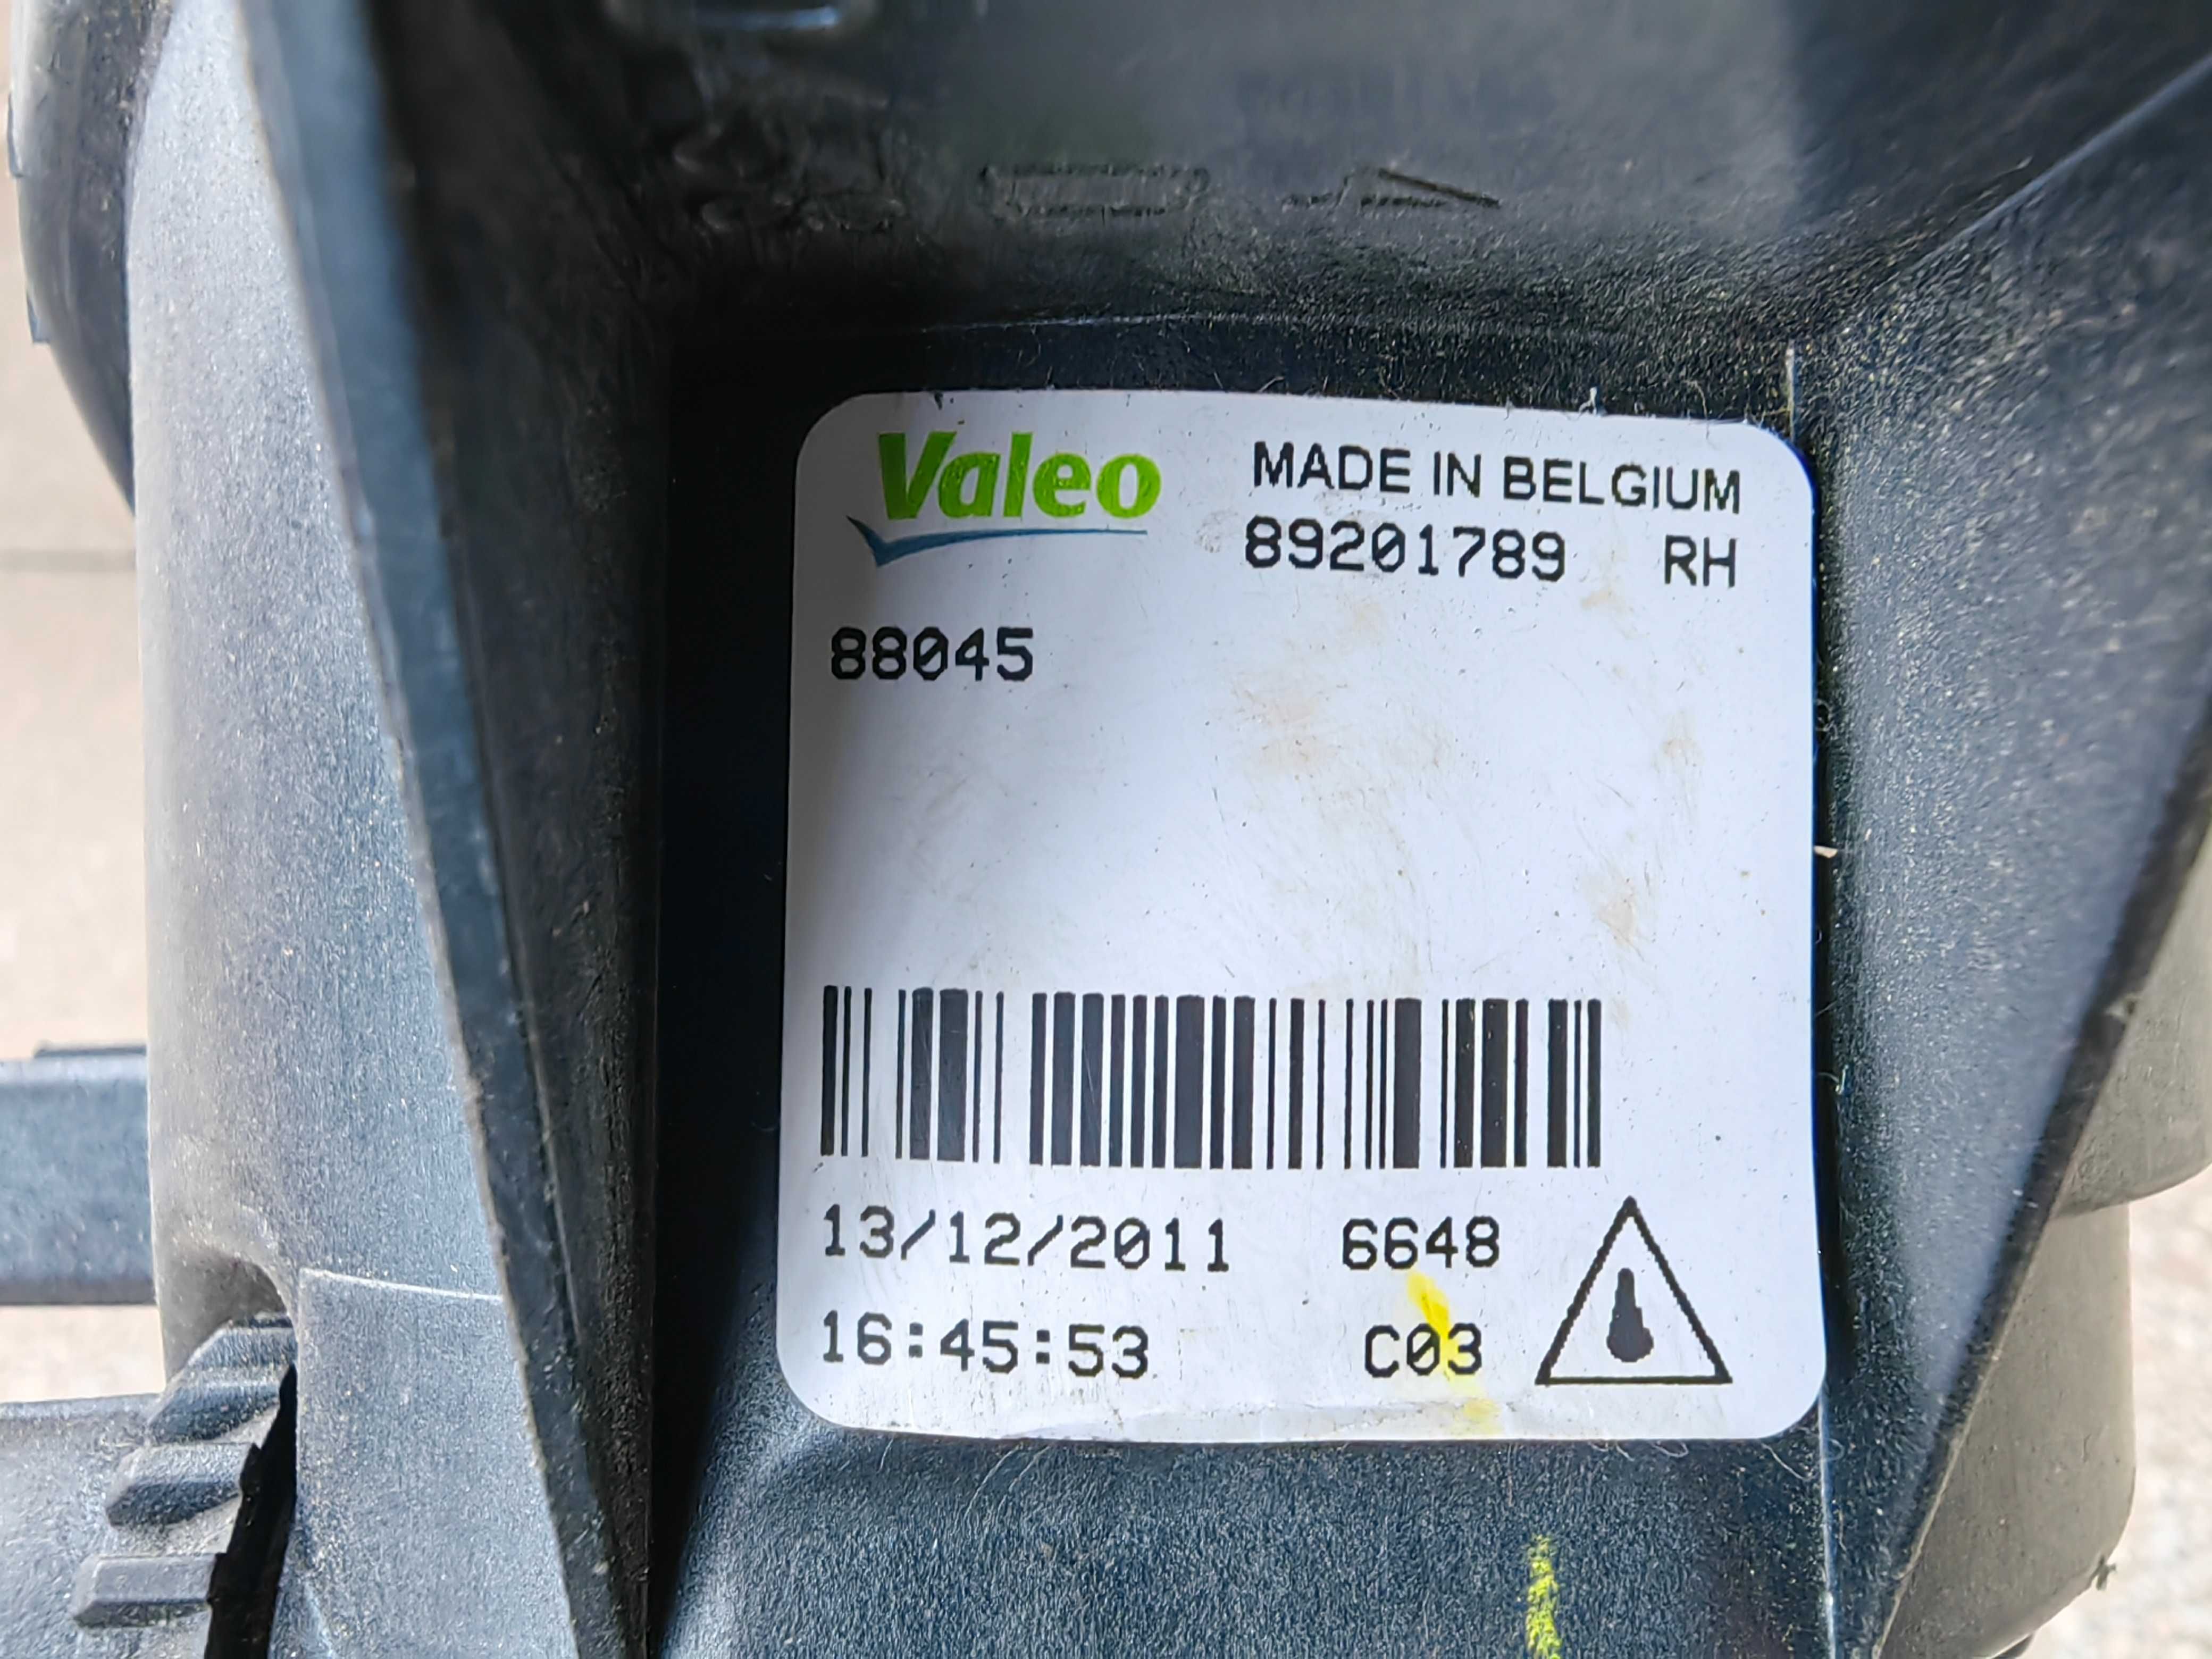 Valeo
MADE IN BELGIUM
89201789 RH
88045
13/12/2011 6648
16:45:53 C03